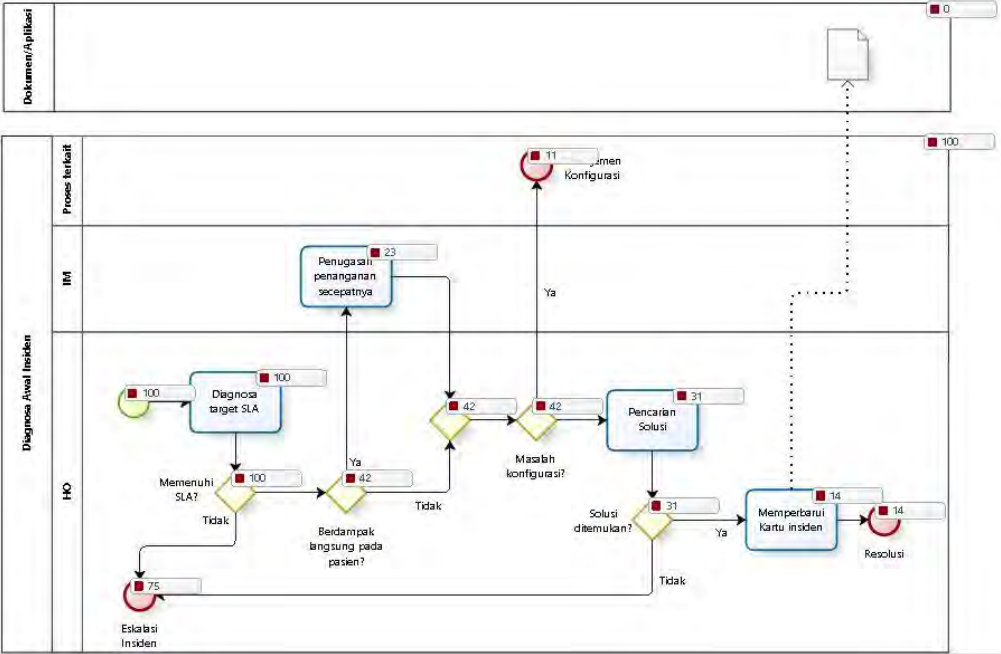 Dokumen/Aplikasi
0
Diagnosa Awal Insiden
Proses terkait
100
11
Konfigurasi
IM
23
Penugasan
penanganan
secepatnya
Ya
HO
100
100
Diagnosa
target SLA
42
42
31
Pencarian
Solusi
Masalah
konfigurasi?
Memenuhi
SLA?
100
Ya
42
Tidak
Tidak
Berdampak
langsung pada
pasien?
Solusi
ditemukan?
31
Ya
14
Memperbarui
Kartu insiden
14
Resolusi
Tidak
75
Eskalasi
Insiden